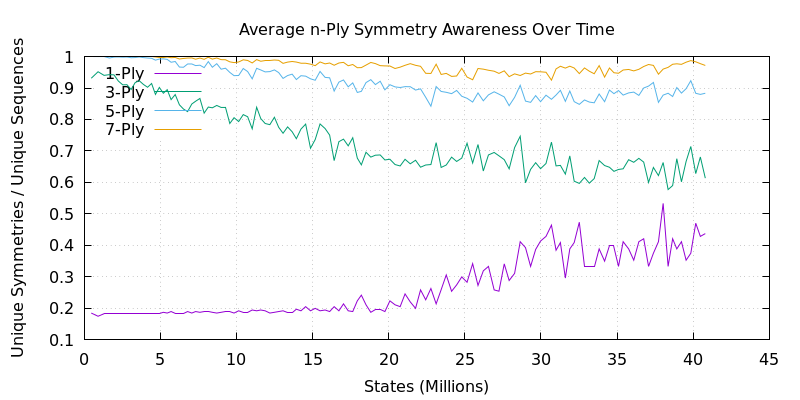 Average n-Ply Symmetry Awareness Over Time
Unique Symmetries / Unique Sequences
1
0.9
0.8
0.7
0.6
0.5
0.4
0.3
0.2
0.1
1-Ply
3-Ply
5-Ply
7-Ply
0 5 10 15 20 25 30 35 40 45
States (Millions)